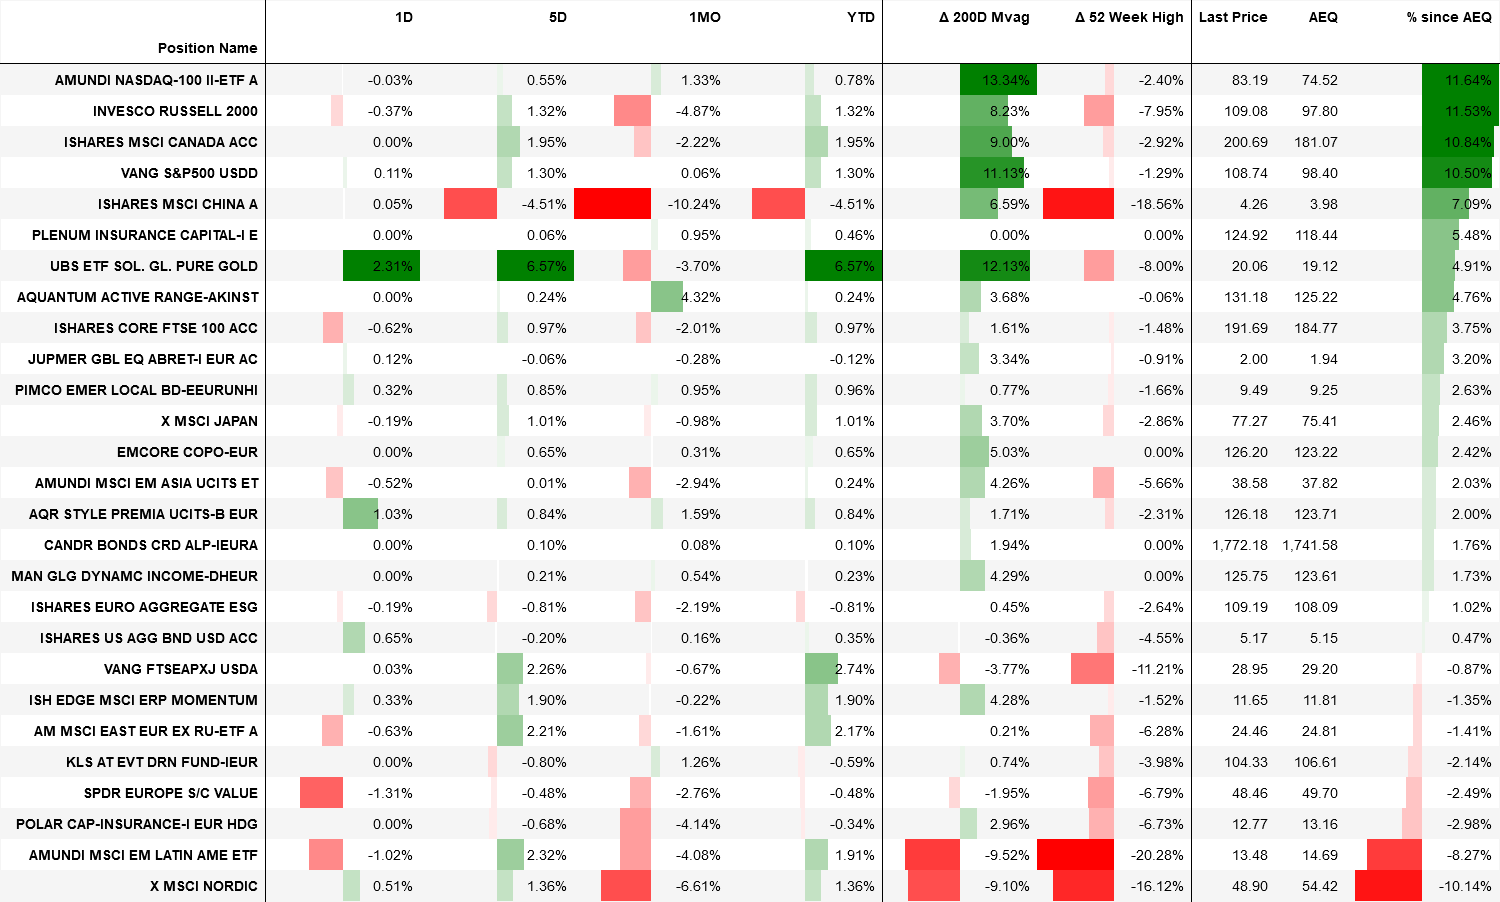 1D 5D 1MO YTD Δ 200D Mvag Δ 52 Week High Last Price AEQ % since AEQ
Position Name
AMUNDI NASDAQ-100 II-ETF A -0.03% 0.55% 1.33% 0.78% 13.34% -2.40% 83.19 74.52 11.64%
INVESCO RUSSELL 2000 -0.37% 1.32% -4.87% 1.32% 8.23% -7.95% 109.08 97.80 11.53%
ISHARES MSCI CANADA ACC 0.00% 1.95% -2.22% 1.95% 9.00% -2.92% 200.69 181.07 10.84%
VANG S&P500 USDD 0.11% 1.30% 0.06% 1.30% 11.13% -1.29% 108.74 98.40 10.50%
ISHARES MSCI CHINA A 0.05% -4.51% -10.24% -4.51% 6.59% -18.56% 4.26 3.98 7.09%
PLENUM INSURANCE CAPITAL-I E 0.00% 0.06% 0.95% 0.46% 0.00% 0.00% 124.92 118.44 5.48%
UBS ETF SOL. GL. PURE GOLD 2.31% 6.57% -3.70% 6.57% 12.13% -8.00% 20.06 19.12 4.91%
AQUANTUM ACTIVE RANGE-AKINST 0.00% 0.24% 4.32% 0.24% 3.68% -0.06% 131.18 125.22 4.76%
ISHARES CORE FTSE 100 ACC -0.62% 0.97% -2.01% 0.97% 1.61% -1.48% 191.69 184.77 3.75%
JUPMER GBL EQ ABRET-I EUR AC 0.12% -0.06% -0.28% -0.12% 3.34% -0.91% 2.00 1.94 3.20%
PIMCO EMER LOCAL BD-EEURUNHI 0.32% 0.85% 0.95% 0.96% 0.77% -1.66% 9.49 9.25 2.63%
X MSCI JAPAN -0.19% 1.01% -0.98% 1.01% 3.70% -2.86% 77.27 75.41 2.46%
EMCORE COPO-EUR 0.00% 0.65% 0.31% 0.65% 5.03% 0.00% 126.20 123.22 2.42%
AMUNDI MSCI EM ASIA UCITS ET -0.52% 0.01% -2.94% 0.24% 4.26% -5.66% 38.58 37.82 2.03%
AQR STYLE PREMIA UCITS-B EUR 1.03% 0.84% 1.59% 0.84% 1.71% -2.31% 126.18 123.71 2.00%
CANDR BONDS CRD ALP-IEURA 0.00% 0.10% 0.08% 0.10% 1.94% 0.00% 1,772.18 1,741.58 1.76%
MAN GLG DYNAMC INCOME-DHEUR 0.00% 0.21% 0.54% 0.23% 4.29% 0.00% 125.75 123.61 1.73%
ISHARES EURO AGGREGATE ESG -0.19% -0.81% -2.19% -0.81% 0.45% -2.64% 109.19 108.09 1.02%
ISHARES US AGG BND USD ACC 0.65% -0.20% 0.16% 0.35% -0.36% -4.55% 5.17 5.15 0.47%
VANG FTSEAPXJ USDA 0.03% 2.26% -0.67% 2.74% -3.77% -11.21% 28.95 29.20 -0.87%
ISH EDGE MSCI ERP MOMENTUM 0.33% 1.90% -0.22% 1.90% 4.28% -1.52% 11.65 11.81 -1.35%
AM MSCI EAST EUR EX RU-ETF A -0.63% 2.21% -1.61% 2.17% 0.21% -6.28% 24.46 24.81 -1.41%
KLS AT EVT DRN FUND-IEUR 0.00% -0.80% 1.26% -0.59% 0.74% -3.98% 104.33 106.61 -2.14%
SPDR EUROPE S/C VALUE -1.31% -0.48% -2.76% -0.48% -1.95% -6.79% 48.46 49.70 -2.49%
POLAR CAP-INSURANCE-I EUR HDG 0.00% -0.68% -4.14% -0.34% 2.96% -6.73% 12.77 13.16 -2.98%
AMUNDI MSCI EM LATIN AME ETF -1.02% 2.32% -4.08% 1.91% -9.52% -20.28% 13.48 14.69 -8.27%
X MSCI NORDIC 0.51% 1.36% -6.61% 1.36% -9.10% -16.12% 48.90 54.42 -10.14%